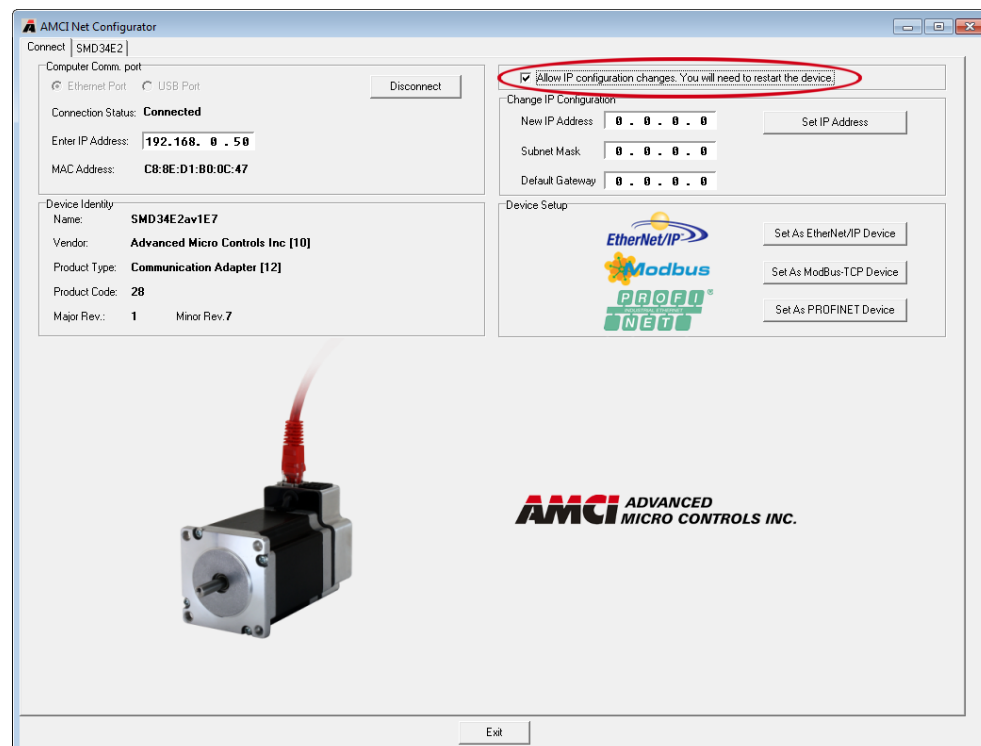 AMCI Net Configurator
Connect SMD34E2
Computer Comm. port
Ethernet Port USB Port Disconnect
Connection Status: Connected
Enter IP Address: 192.168. 0 .50
MAC Address: C8:8E:D1:B0:0C:47
Allow IP configuration changes. You will need to restart the device.
Change IP Configuration
New IP Address 0 . 0 . 0 . 0 Set IP Address
Subnet Mask 0 . 0 . 0 . 0
Default Gateway 0 . 0 . 0 . 0
Device Identity
Name: SMD34E2av1E7
Vendor: Advanced Micro Controls Inc [10]
Product Type: Communication Adapter [12]
Product Code: 28
Major Rev.: 1 Minor Rev. 7
Device Setup
EtherNet/IP Set As EtherNet/IP Device
Modbus Set As ModBus-TCP Device
PROFI
INDUSTRIAL ETHERNET
NET
®
Set As PROFINET Device
AMCI ADVANCED
MICRO CONTROLS INC.
Exit